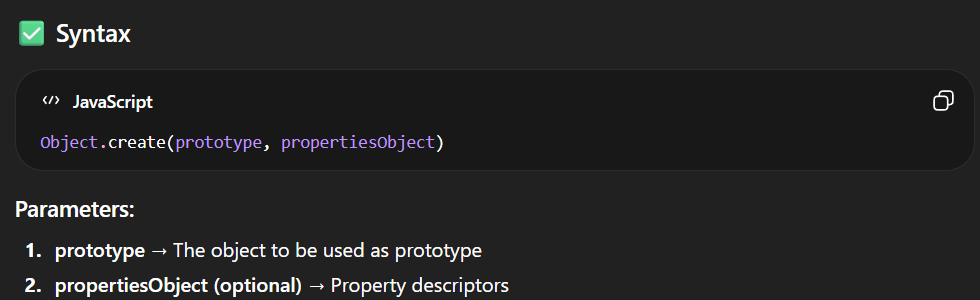 ✅ Syntax
</> JavaScript
Object.create(prototype, propertiesObject)
Parameters:
1. prototype → The object to be used as prototype
2. propertiesObject (optional) → Property descriptors